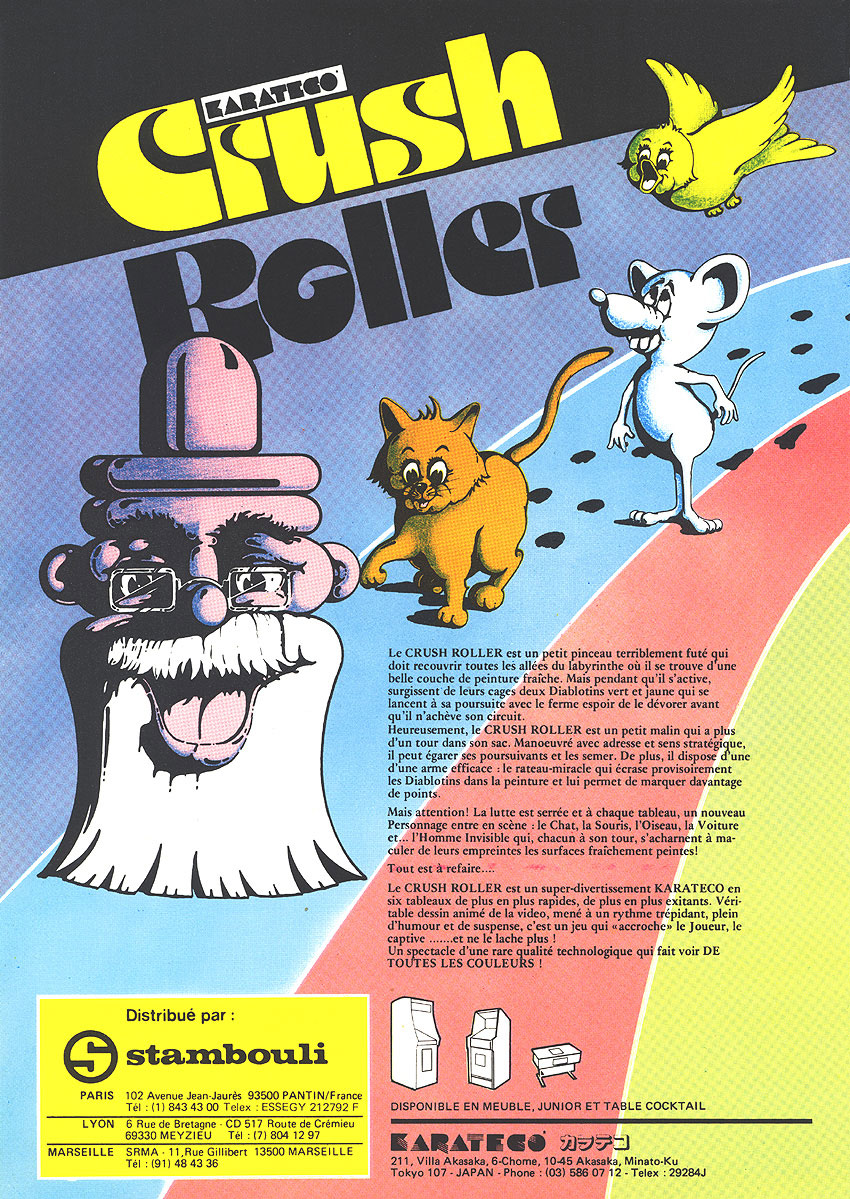 KARATECO
Crush
Roller
Le CRUSH ROLLER est un petit pinceau terriblement futé qui
doit recouvrir toutes les allées du labyrinthe où il se trouve d'une
belle couche de peinture fraîche. Mais pendant qu'il s'active,
surgissent de leurs cages deux Diablotins vert et jaune qui se
lancent à sa poursuite avec le ferme espoir de le dévorer avant
qu'il n'achève son circuit.
Heureusement, le CRUSH ROLLER est un petit malin qui a plus
d'un tour dans son sac. Manoeuvré avec adresse et sens stratégique,
il peut égarer ses poursuivants et les semer. De plus, il dispose d'une
d'une arme efficace : le rateau-miracle qui écrase provisoirement
les Diablotins dans la peinture et lui permet de marquer davantage
de points.
Mais attention! La lutte est serrée et à chaque tableau, un nouveau
Personnage entre en scène : le Chat, la Souris, l'Oiseau, la Voiture
et... l'Homme Invisible qui, chacun à son tour, s'acharnent à ma-
culer de leurs empreintes les surfaces fraîchement peintes!
Tout est à refaire....
Le CRUSH ROLLER est un super-divertissement KARATECO en
six tableaux de plus en plus rapides, de plus en plus exitants. Véri-
table dessin animé de la video, mené à un rythme trépidant, plein
d'humour et de suspense, c'est un jeu qui «accroche» le Joueur, le
captive .......et ne le lache plus !
Un spectacle d'une rare qualité technologique qui fait voir DE
TOUTES LES COULEURS !
Distribué par :
S stambouli
PARIS 102 Avenue Jean-Jaurès 93500 PANTIN/France
Tél : (1) 843 43 00 Telex : ESSEGY 212792 F
LYON 6 Rue de Bretagne - CD 517 Route de Crémieu
69330 MEYZIEU Tél : (7) 804 12 97
MARSEILLE SRMA - 11,Rue Gillibert 13500 MARSEILLE
Tél : (91) 48 43 36
DISPONIBLE EN MEUBLE, JUNIOR ET TABLE COCKTAIL
KARATECO カラテコ
211, Villa Akasaka, 6-Chome, 10-45 Akasaka, Minato-Ku
Tokyo 107 - JAPAN - Phone : (03) 586 07 12 - Telex : 29284J